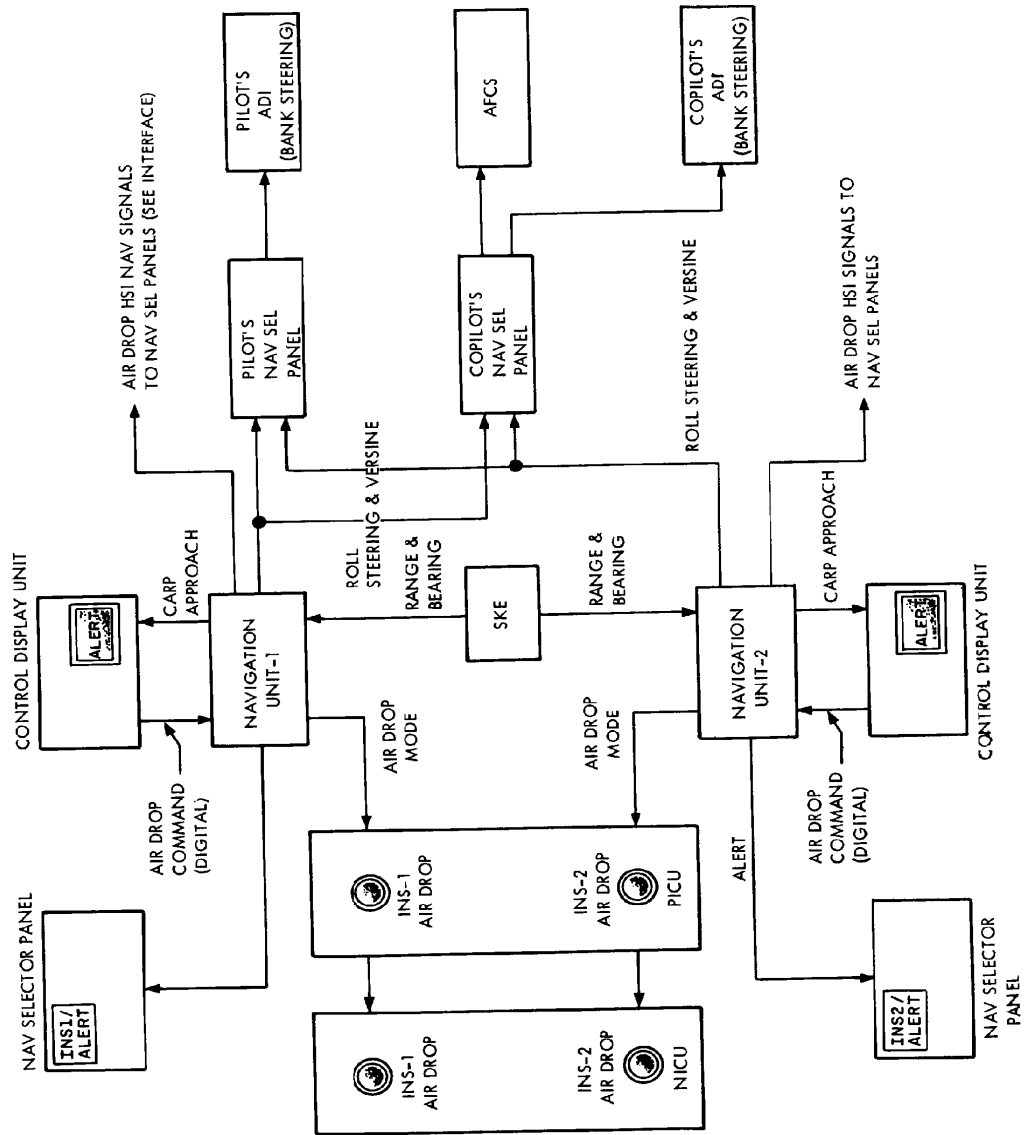 NAV SELECTOR PANEL
INS1/
ALERT
CONTROL DISPLAY UNIT
ALERT
AIR DROP
COMMAND
(DIGITAL)
CARP
APPROACH
AIR DROP HSI NAV SIGNALS
TO NAV SEL PANELS (SEE INTERFACE)
NAVIGATION
UNIT-1
PILOT'S
NAV SEL
PANEL
PILOT'S
ADI
(BANK STEERING)
INS-1
AIR DROP
INS-1
AIR DROP
AIR DROP
MODE
ROLL
STEERING & VERSINE
RANGE &
BEARING
SKE
COPILOT'S
NAV SEL
PANEL
AFCS
INS-2
AIR DROP
NICU
INS-2
AIR DROP
PICU
AIR DROP
MODE
RANGE &
BEARING
ROLL STEERING & VERSINE
COPILOT'S
ADI
(BANK STEERING)
ALERT
NAVIGATION
UNIT-2
AIR DROP
COMMAND
(DIGITAL)
CARP APPROACH
AIR DROP HSI SIGNALS TO
NAV SEL PANELS
INS2/
ALERT
NAV SELECTOR
PANEL
ALERT
CONTROL DISPLAY UNIT